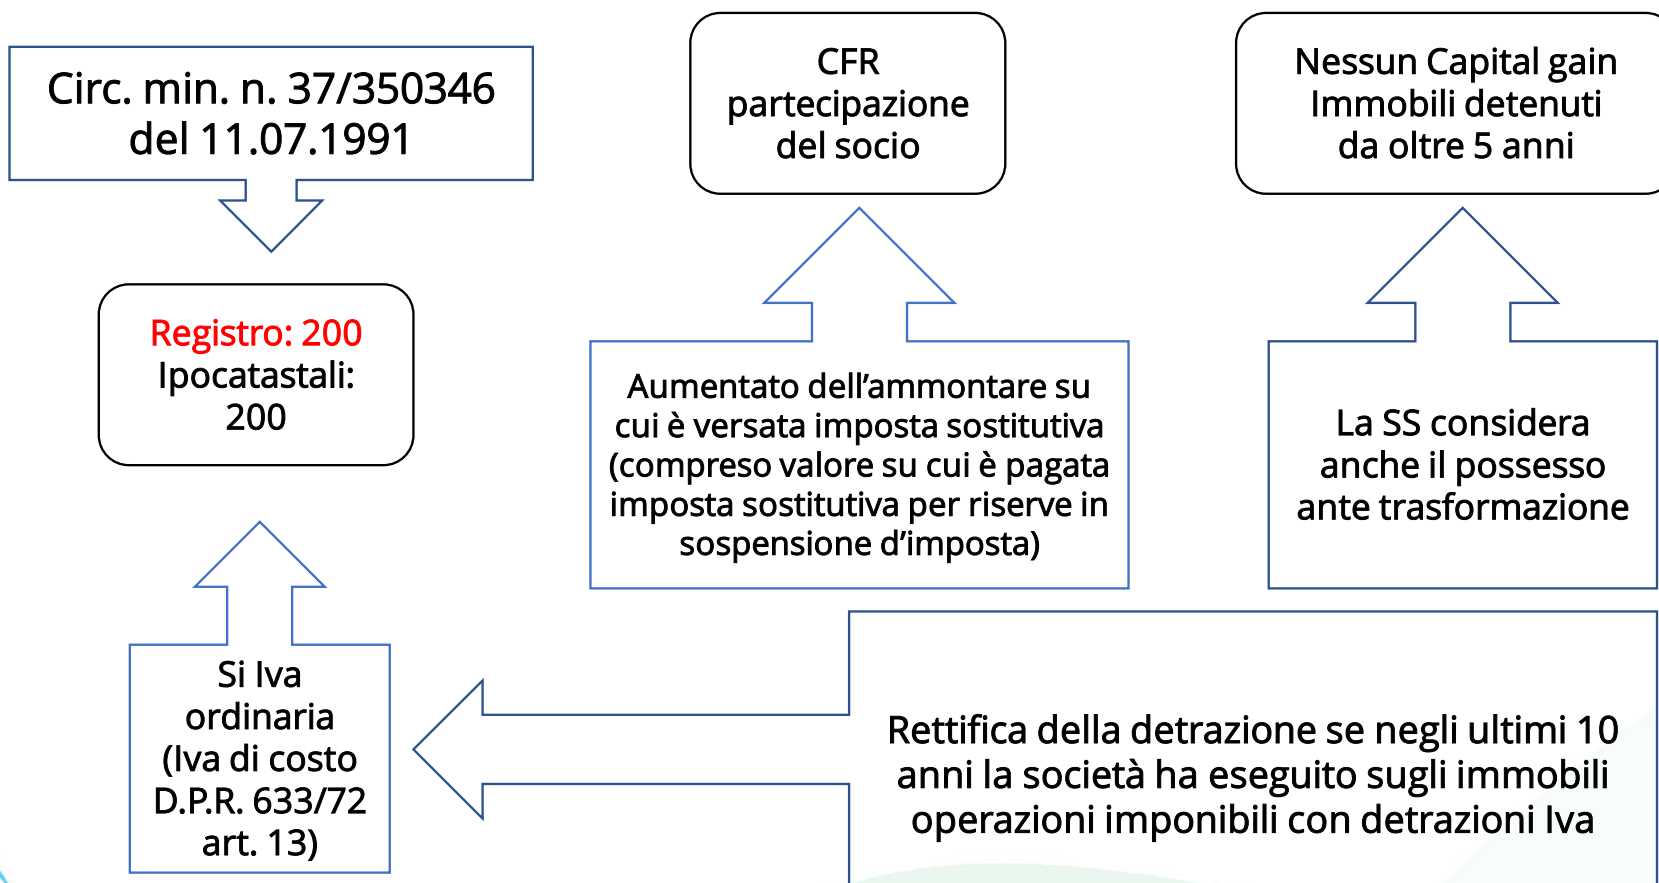 Circ. min. n. 37/350346
del 11.07.1991
CFR
partecipazione
del socio
Nessun Capital gain
Immobili detenuti
da oltre 5 anni
Registro: 200
Ipocatastali:
200
Aumentato dell’ammontare su
cui è versata imposta sostitutiva
(compreso valore su cui è pagata
imposta sostitutiva per riserve in
sospensione d’imposta)
La SS considera
anche il possesso
ante trasformazione
Si Iva
ordinaria
(Iva di costo
D.P.R. 633/72
art. 13)
Rettifica della detrazione se negli ultimi 10
anni la società ha eseguito sugli immobili
operazioni imponibili con detrazioni Iva